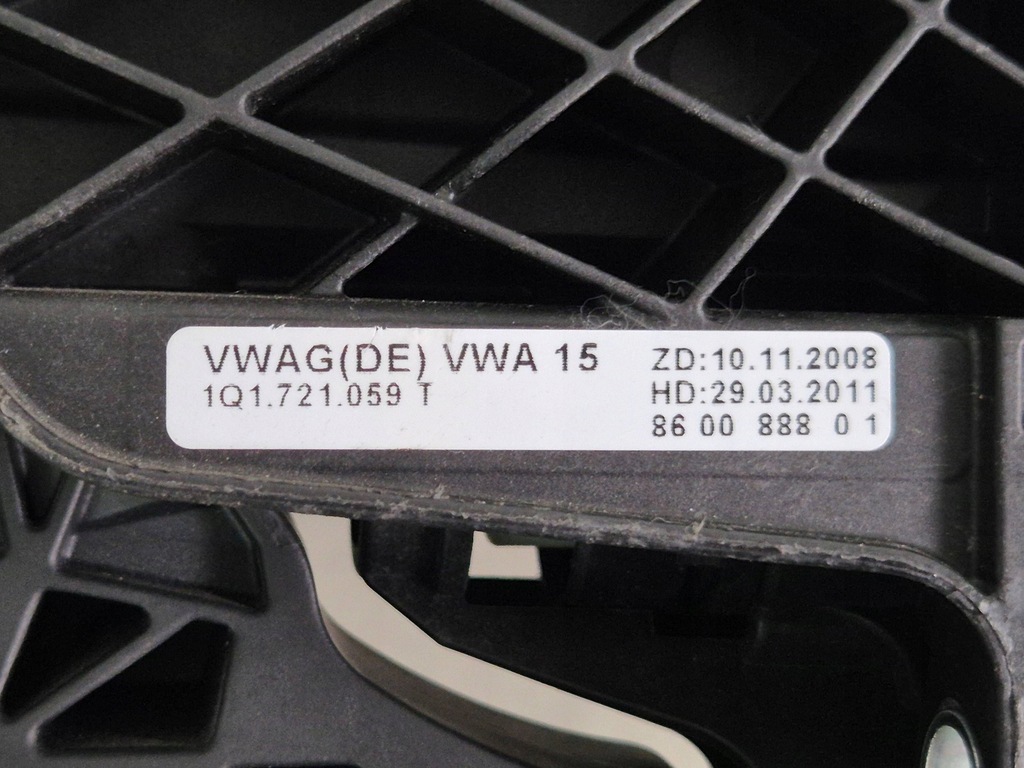 VWAG(DE) VWA 15
1Q1.721.059 T
ZD:10.11.2008
HD:29.03.2011
86 00 888 0 1